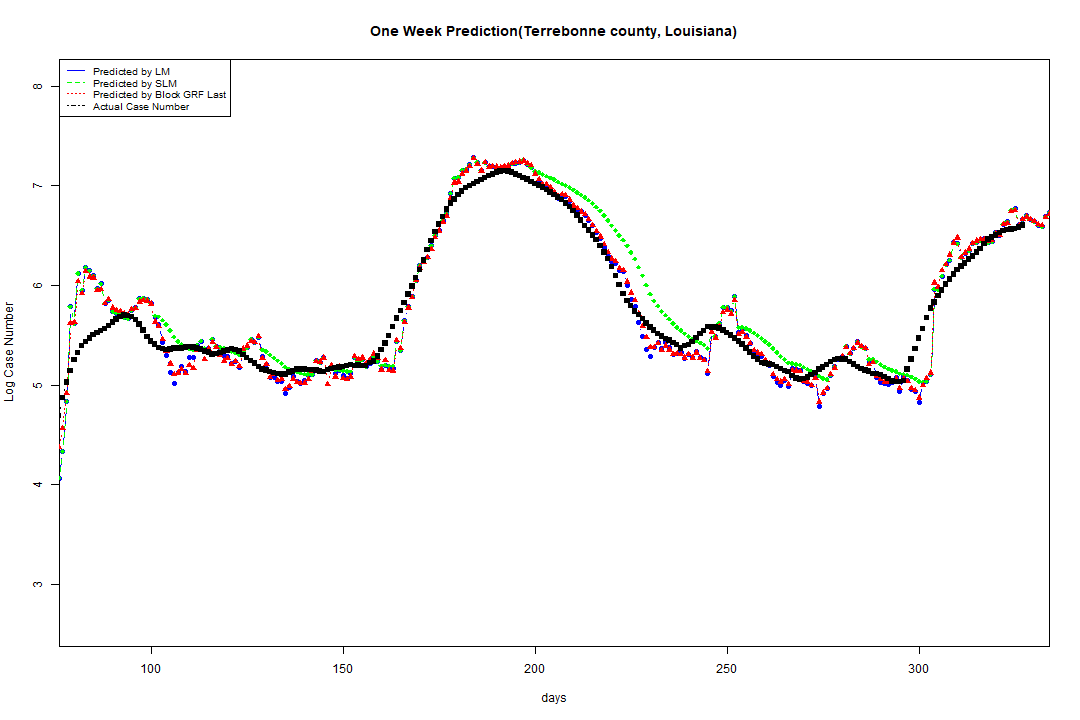 One Week Prediction(Terrebonne county, Louisiana)
Predicted by LM
Predicted by SLM
Predicted by Block GRF Last
Actual Case Number
8
7
6
5
4
3
Log Case Number
100 150 200 250 300
days